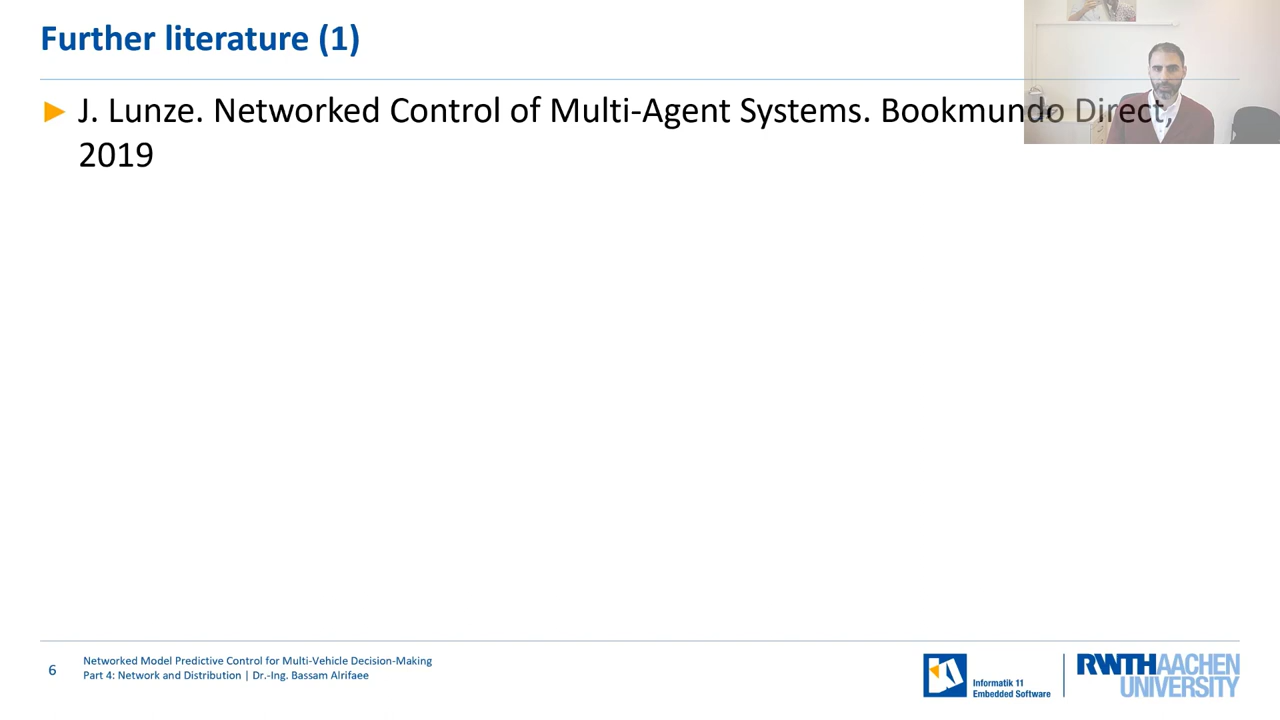 Further literature (1)
► J. Lunze. Networked Control of Multi-Agent Systems. Bookmundo Direct,
2019
6
Networked Model Predictive Control for Multi-Vehicle Decision-Making
Part 4: Network and Distribution | Dr.-Ing. Bassam Alrifaee
Informatik 11
Embedded Software
RWTHAACHEN
UNIVERSITY